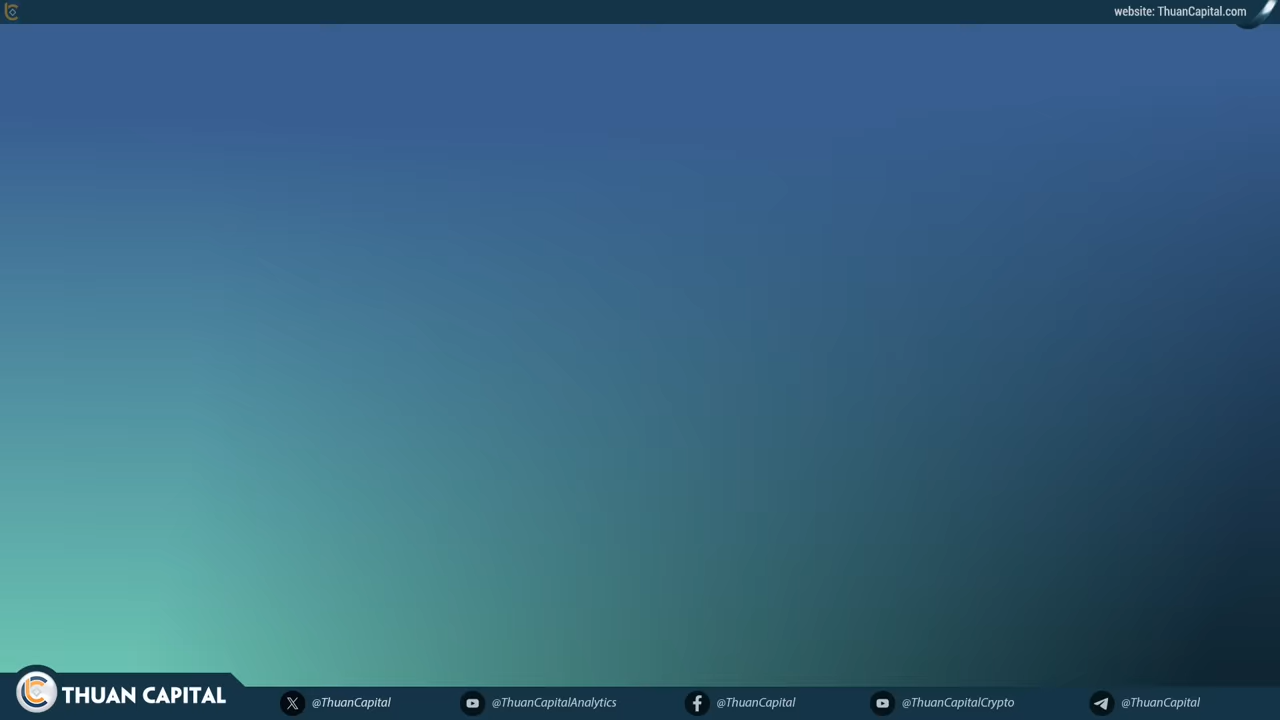 website: ThuanCapital.com
THUAN CAPITAL
@ThuanCapital
@ThuanCapitalAnalytics
@ThuanCapital
@ThuanCapitalCrypto
@ThuanCapital